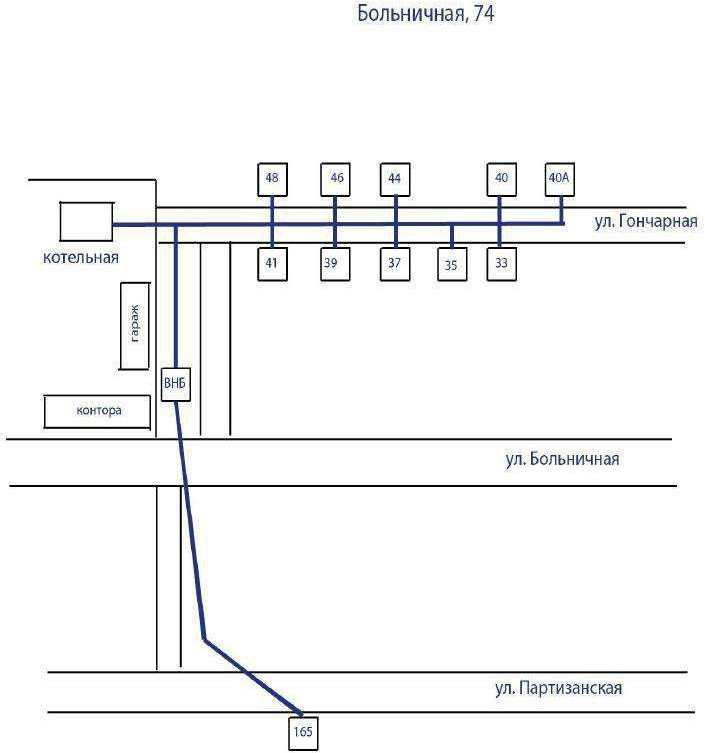 Больничная, 74
48
46
44
40
40А
ул. Гончарная
котельная
41
39
37
35
33
гараж
ВНБ
контора
ул. Больничная
ул. Партизанская
165